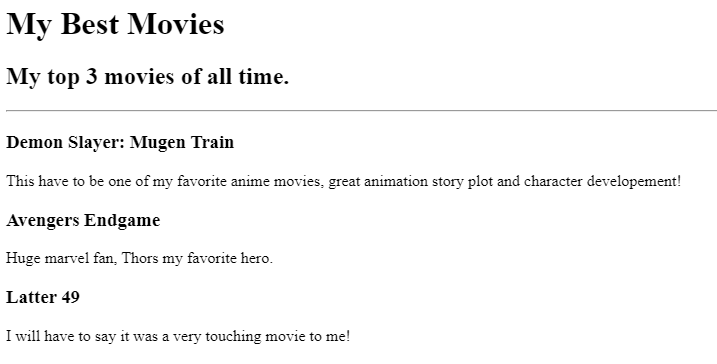 My Best Movies
My top 3 movies of all time.
Demon Slayer: Mugen Train
This have to be one of my favorite anime movies, great animation story plot and character developement!
Avengers Endgame
Huge marvel fan, Thors my favorite hero.
Latter 49
I will have to say it was a very touching movie to me!